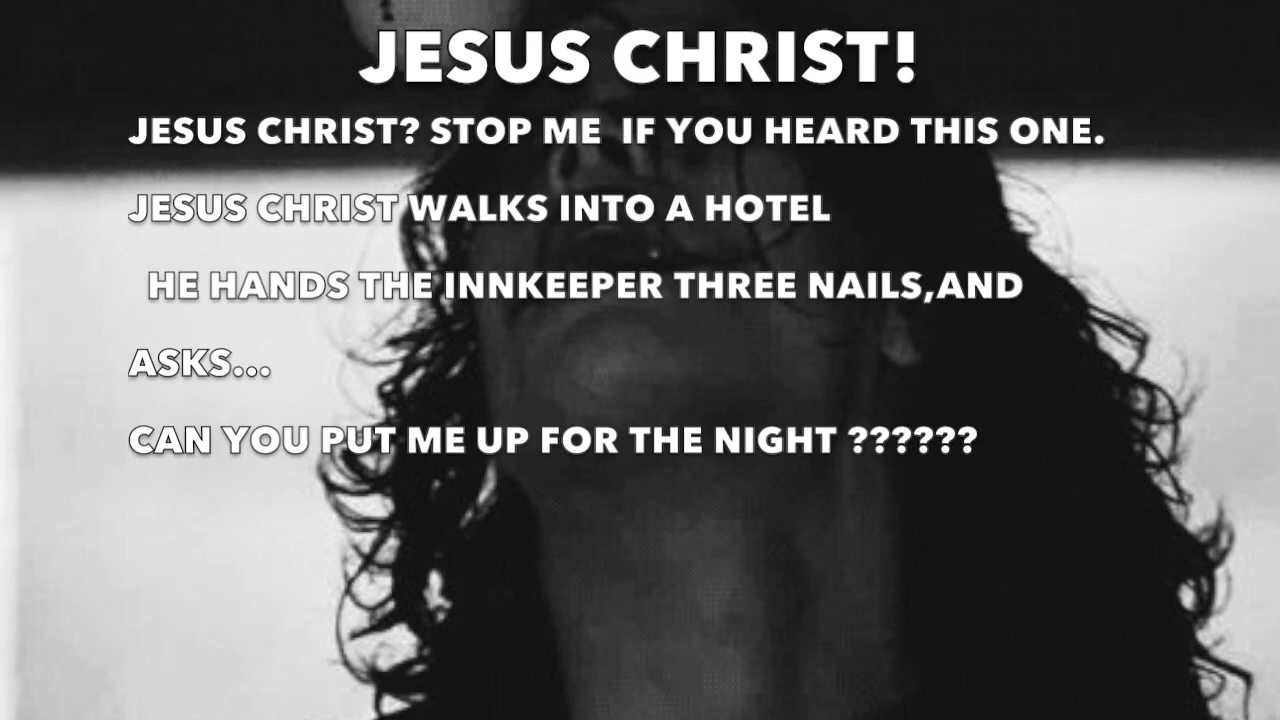 JESUS CHRIST!
JESUS CHRIST? STOP ME  IF YOU HEARD THIS ONE.
JESUS CHRIST WALKS INTO A HOTEL
HE HANDS THE INNKEEPER THREE NAILS,AND
ASKS...
CAN YOU PUT ME UP FOR THE NIGHT ??????